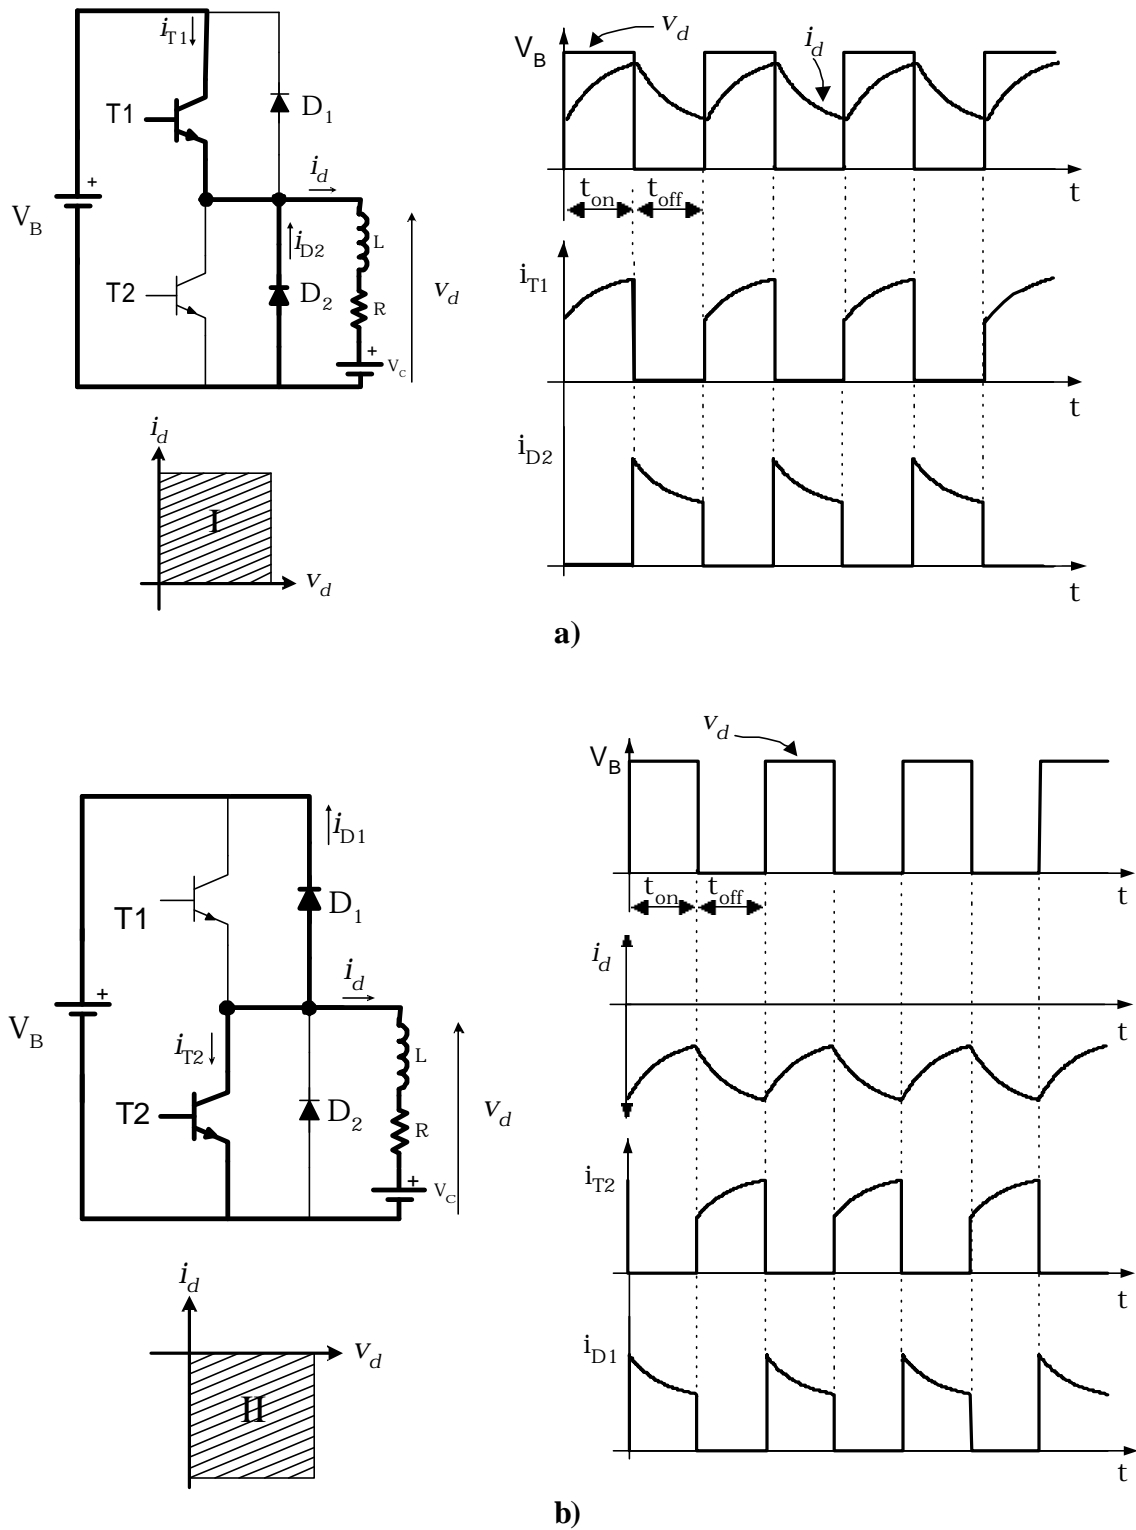 i_T1
T1
D_1
i_d
V_B
+
i_D2
L
T2
D_2
R
v_d
+
V_C
i_d
I
v_d
V_B
v_d
i_d
t
t_on
t_off
i_T1
t
i_D2
t
a)
i_D1
T1
D_1
i_d
V_B
+
i_T2
L
T2
D_2
R
v_d
+
V_C
i_d
v_d
II
V_B
v_d
t
t_on
t_off
i_d
t
i_T2
t
i_D1
t
b)